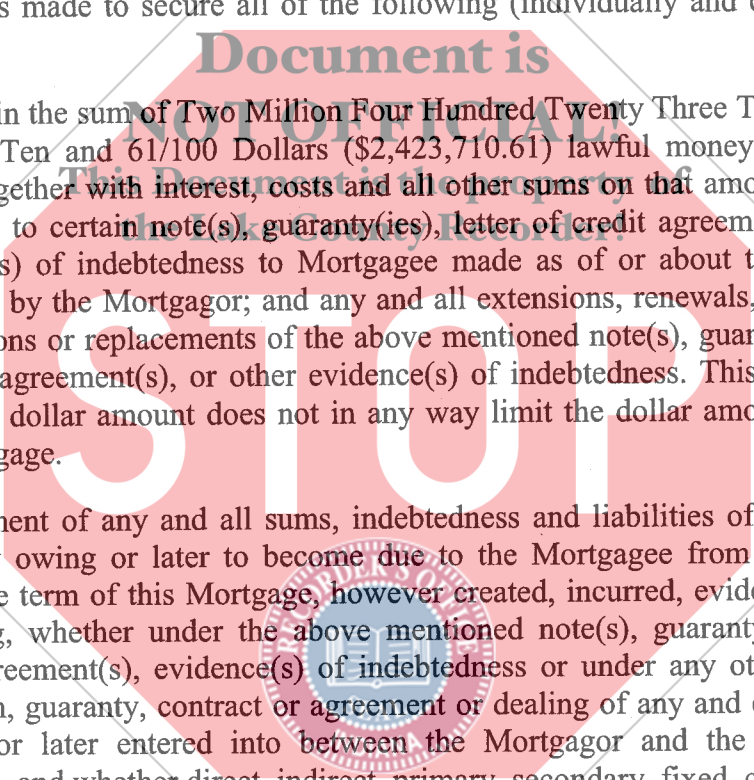 s made to secure all of the following (individually and
Document is
in the sum of Two Million Four Hundred Twenty Three T
NOT OFFICIAL!
Ten and 61/100 Dollars ($2,423,710.61) lawful money
This Document is the property of
gether with interest, costs and all other sums on that amo
the Lake County Recorder!
to certain note(s), guaranty(ies), letter of credit agreem
s) of indebtedness to Mortgagee made as of or about t
by the Mortgagor; and any and all extensions, renewals,
ons or replacements of the above mentioned note(s), guar
agreement(s), or other evidence(s) of indebtedness. This
dollar amount does not in any way limit the dollar amo
gage.
STOP
nent of any and all sums, indebtedness and liabilities of
owing or later to become due to the Mortgagee from
e term of this Mortgage, however created, incurred, evide
g, whether under the above mentioned note(s), guaranty
reement(s), evidence(s) of indebtedness or under any ot
n, guaranty, contract or agreement or dealing of any and
or later entered into between the Mortgagor and the
and whether direct, indirect, primary, secondary, fixed
RECORDER'S OFFICE